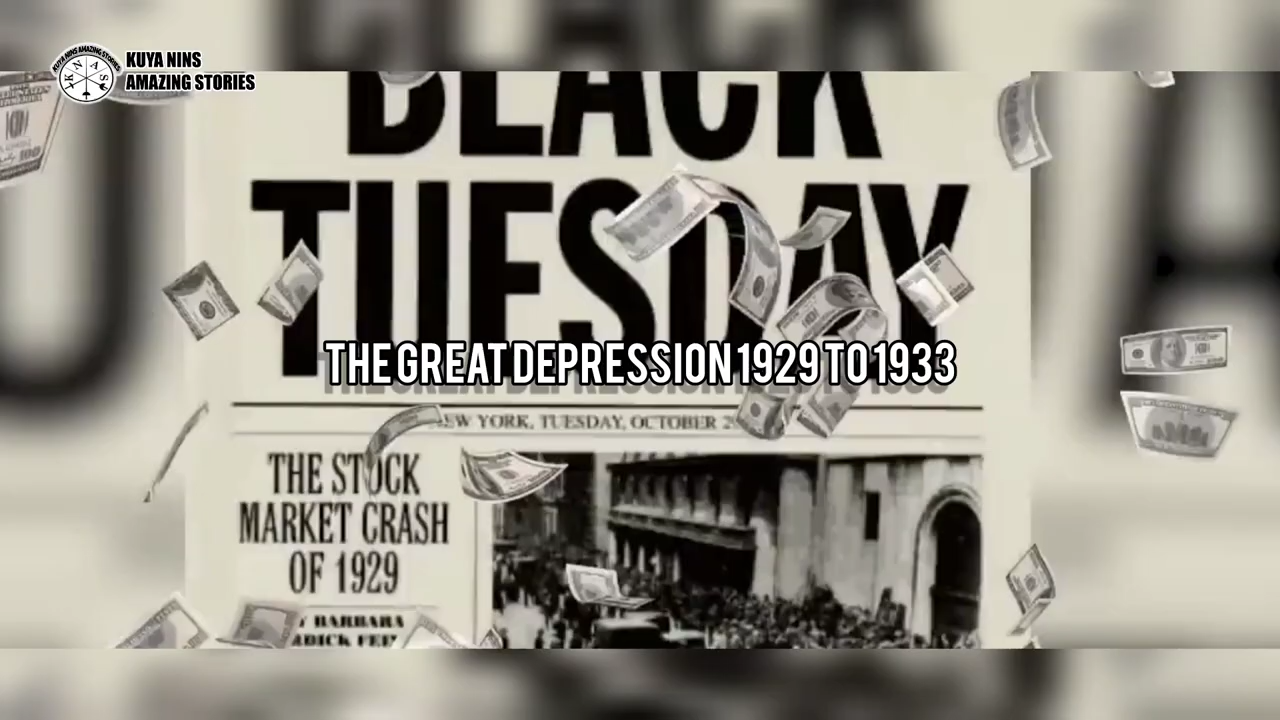 KUYA NINS
AMAZING STORIES
BLACK
TUESDAY
THE GREAT DEPRESSION 1929 TO 1933
YORK, TUESDAY, OCTOBER
THE STOCK
MARKET CRASH
OF 1929
BARBARA